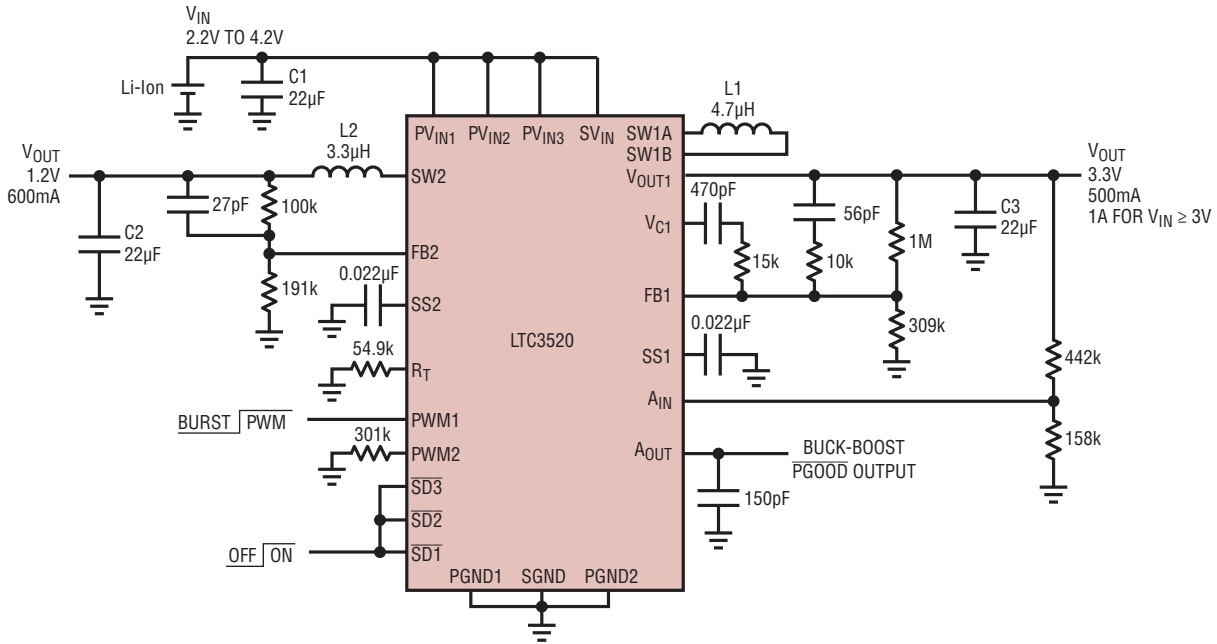 VIN
2.2V TO 4.2V
Li-Ion
C1
22µF
L1
4.7µH
PVIN1
PVIN2
PVIN3
SVIN
SW1A
SW1B
L2
3.3µH
VOUT
1.2V
600mA
SW2
VOUT1
VOUT
3.3V
500mA
1A FOR VIN ≥ 3V
27pF
100k
C2
22µF
FB2
191k
0.022µF
SS2
54.9k
RT
BURST PWM
PWM1
301k
PWM2
SD3
SD2
OFF ON
SD1
LTC3520
470pF
VC1
15k
56pF
10k
1M
C3
22µF
FB1
309k
0.022µF
SS1
442k
AIN
158k
AOUT
BUCK-BOOST
PGOOD OUTPUT
150pF
PGND1
SGND
PGND2